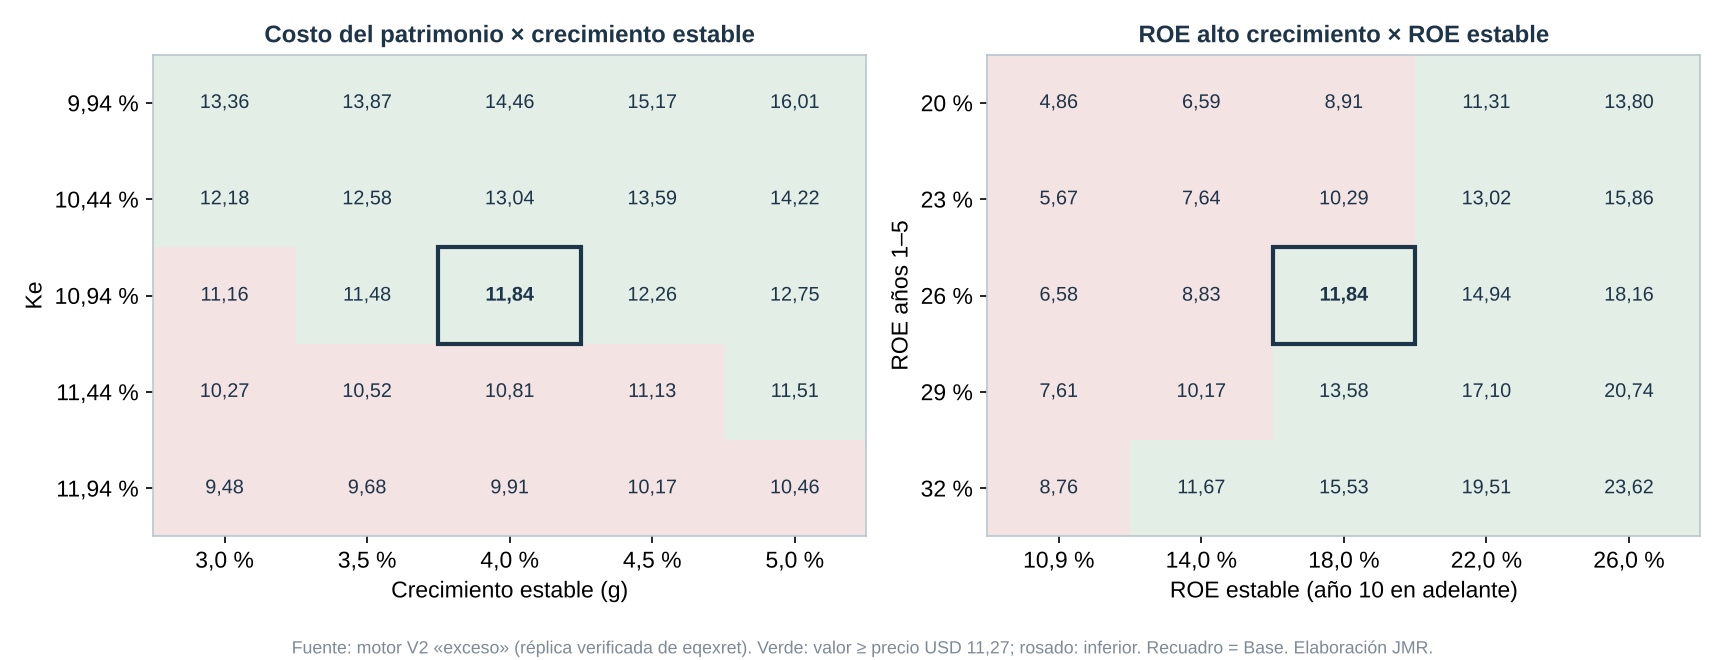 Costo del patrimonio × crecimiento estable
9,94 % 13,36 13,87 14,46 15,17 16,01
10,44 % 12,18 12,58 13,04 13,59 14,22
Ke
10,94 % 11,16 11,48 11,84 12,26 12,75
11,44 % 10,27 10,52 10,81 11,13 11,51
11,94 % 9,48 9,68 9,91 10,17 10,46
3,0 % 3,5 % 4,0 % 4,5 % 5,0 %
Crecimiento estable (g)
ROE alto crecimiento × ROE estable
20 % 4,86 6,59 8,91 11,31 13,80
23 % 5,67 7,64 10,29 13,02 15,86
ROE años 1–5
26 % 6,58 8,83 11,84 14,94 18,16
29 % 7,61 10,17 13,58 17,10 20,74
32 % 8,76 11,67 15,53 19,51 23,62
10,9 % 14,0 % 18,0 % 22,0 % 26,0 %
ROE estable (año 10 en adelante)
Fuente: motor V2 «exceso» (réplica verificada de eqexret). Verde: valor ≥ precio USD 11,27; rosado: inferior. Recuadro = Base. Elaboración JMR.